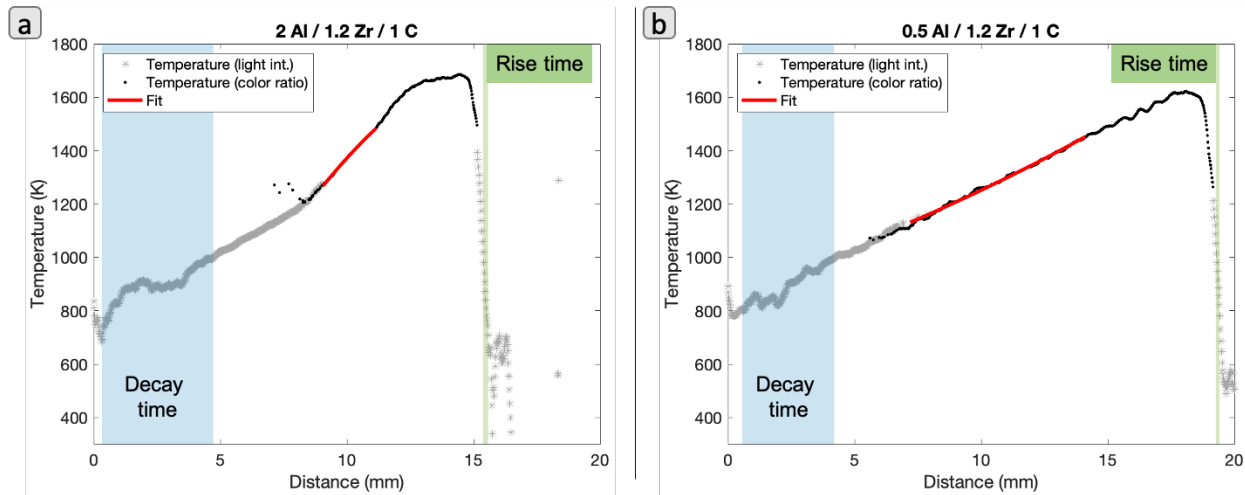 a
2 Al / 1.2 Zr / 1 C
1800
1600
1400
1200
1000
800
600
400
Temperature (K)
Temperature (light int.)
Temperature (color ratio)
Fit
Rise time
Decay
time
0
5
10
15
20
Distance (mm)
b
0.5 Al / 1.2 Zr / 1 C
1800
1600
1400
1200
1000
800
600
400
Temperature (K)
Temperature (light int.)
Temperature (color ratio)
Fit
Rise time
Decay
time
0
5
10
15
20
Distance (mm)